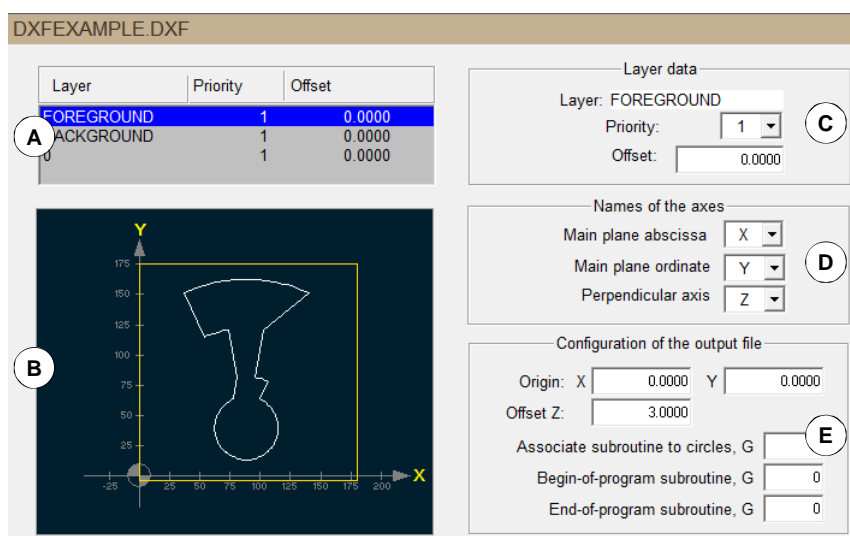 DXFEXAMPLE.DXF
Layer Priority Offset
FOREGROUND 1 0.0000
ACKGROUND 1 0.0000
0 1 0.0000
A
Layer data
Layer: FOREGROUND
Priority: 1
Offset: 0.0000
C
Names of the axes
Main plane abscissa X
Main plane ordinate Y
Perpendicular axis Z
D
Y
175
150
125
100
75
50
25
-25 25 50 75 100 125 150 175 200 X
B
Configuration of the output file
Origin: X 0.0000 Y 0.0000
Offset Z: 3.0000
Associate subroutine to circles, G
E
Begin-of-program subroutine, G 0
End-of-program subroutine, G 0